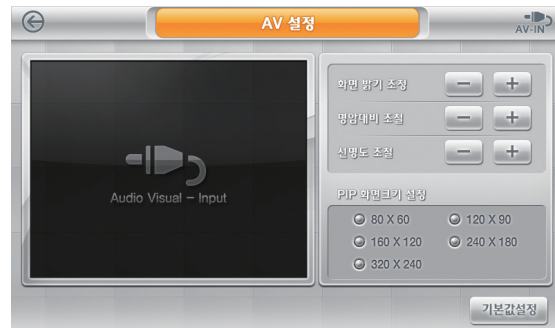 AV 설정
AV-IN
화면 밝기 조정
명암대비 조절
선명도 조절
Audio Visual – Input
PIP 화면크기 설정
80 X 60
120 X 90
160 X 120
240 X 180
320 X 240
기본값설정